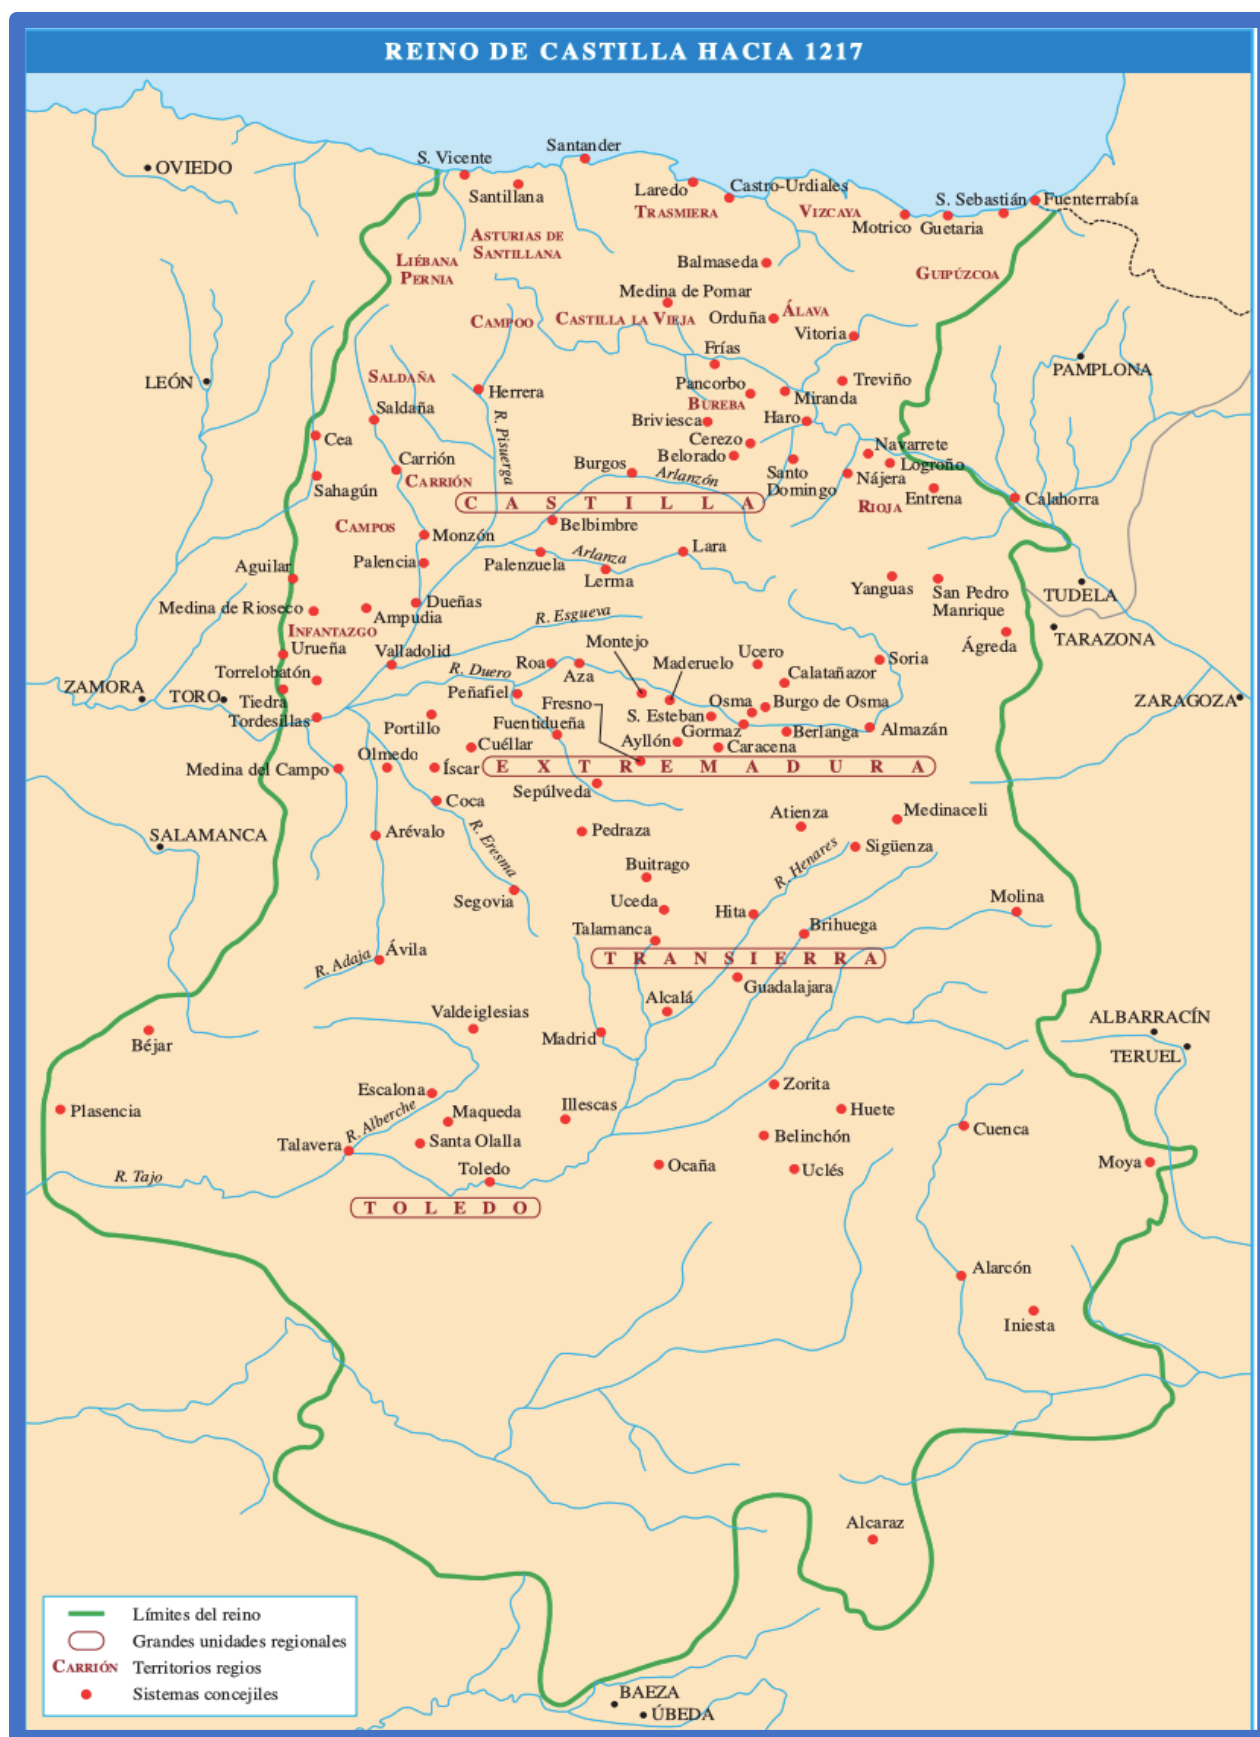 REINO DE CASTILLA HACIA 1217
Santander
S. Vicente
OVIEDO
Santillana
Laredo
Castro-Urdiales
S. Sebastián
Fuenterrabía
TRASMIERA
VIZCAYA
Motrico
Guetaria
ASTURIAS DE
SANTILLANA
LIÉBANA
PERNIA
Balmaseda
GUIPÚZCOA
Medina de Pomar
CAMPOO
CASTILLA LA VIEJA
Orduña
ÁLAVA
Vitoria
Frías
PAMPLONA
LEÓN
SALDAÑA
Herrera
Pancorbo
Treviño
Miranda
BUREBA
Saldaña
R. Pisuerga
Briviesca
Haro
Cea
Cerezo
Navarrete
Belorado
Carrión
Burgos
Arlanzón
Santo
Domingo
Logroño
Nájera
CARRIÓN
Sahagún
Entrena
Calahorra
CASTILLA
RIOJA
CAMPOS
Belbimbre
Monzón
Lara
Palencia
Palenzuela
Arlanza
Lerma
Aguilar
Yanguas
San Pedro
Manrique
TUDELA
Medina de Rioseco
Dueñas
Ampudia
R. Esgueva
INFANTAZGO
Urueña
Montejo
Ágreda
TARAZONA
Valladolid
Roa
Aza
Maderuelo
Ucero
Soria
Torrelobatón
R. Duero
Calatañazor
ZAMORA
TORO
Tiedra
Peñafiel
Fresno
Osma
Burgo de Osma
ZARAGOZA
Tordesillas
Portillo
Fuentidueña
S. Esteban
Gormaz
Berlanga
Almazán
Cuéllar
Ayllón
Caracena
Olmedo
Medina del Campo
Íscar
EXTREMADURA
Sepúlveda
Coca
Atienza
Medinaceli
SALAMANCA
Arévalo
R. Eresma
Pedraza
Sigüenza
Buitrago
R. Henares
Segovia
Uceda
Hita
Molina
Talamanca
Brihuega
Ávila
R. Adaja
TRANSIERRA
Guadalajara
Alcalá
Valdeiglesias
ALBARRACÍN
Béjar
Madrid
TERUEL
Escalona
Zorita
Plasencia
R. Alberche
Maqueda
Illescas
Huete
Cuenca
Talavera
Santa Olalla
Belinchón
Toledo
Ocaña
Uclés
Moya
R. Tajo
TOLEDO
Alarcón
Iniesta
Alcaraz
Límites del reino
Grandes unidades regionales
CARRIÓN Territorios regios
Sistemas concejiles
BAEZA
ÚBEDA